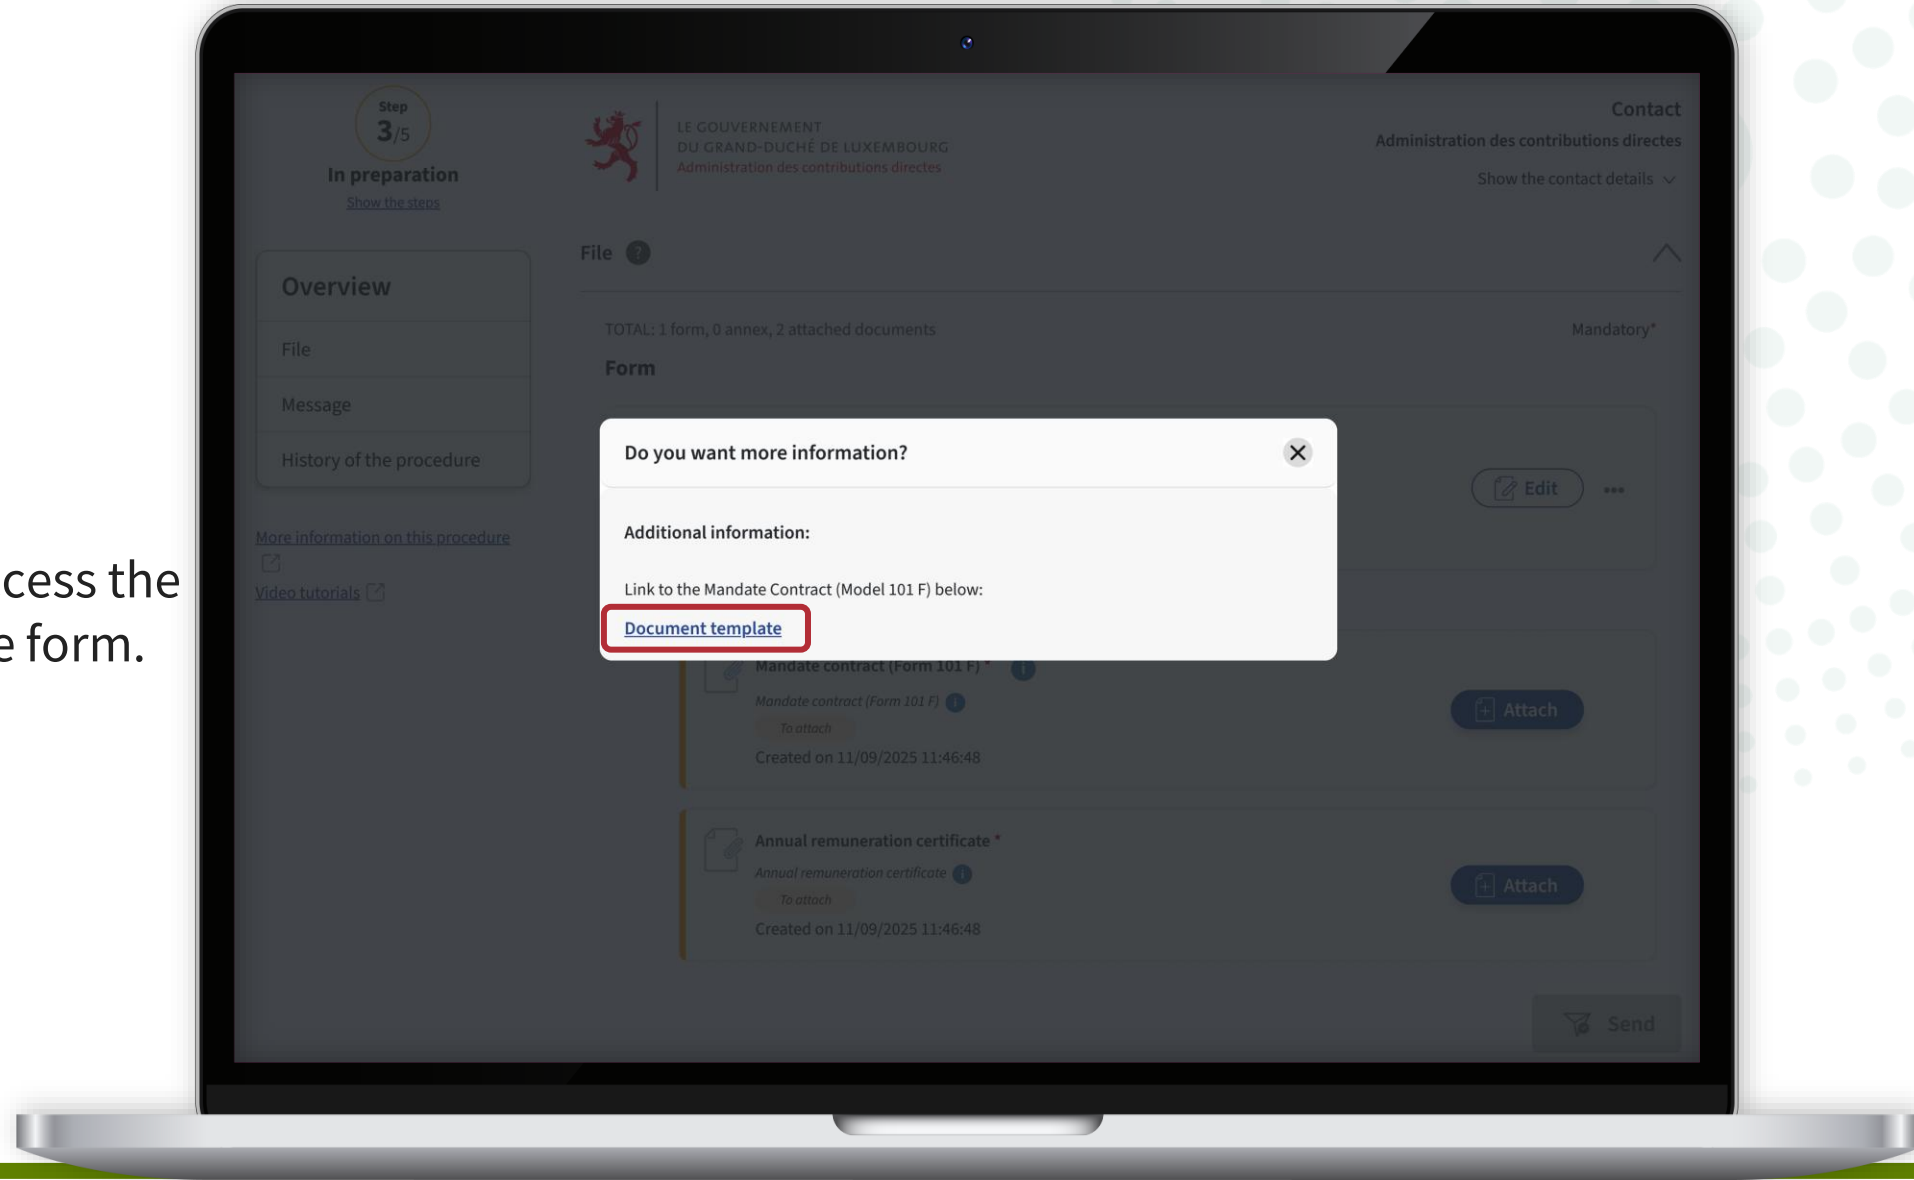 Step
3/5
In preparation
Show the steps
LE GOUVERNEMENT
DU GRAND-DUCHÉ DE LUXEMBOURG
Administration des contributions directes
Contact
Administration des contributions directes
Show the contact details
Overview
File
Message
History of the procedure
More information on this procedure
Video tutorials
cess the
e form.
File ?
TOTAL: 1 form, 0 annex, 2 attached documents
Mandatory*
Form
Edit
Do you want more information?
Additional information:
Link to the Mandate Contract (Model 101 F) below:
Document template
Mandate contract (Form 101 F) * i
Mandate contract (Form 101 F) i
To attach
Created on 11/09/2025 11:46:48
Attach
Annual remuneration certificate *
Annual remuneration certificate i
To attach
Created on 11/09/2025 11:46:48
Attach
Send